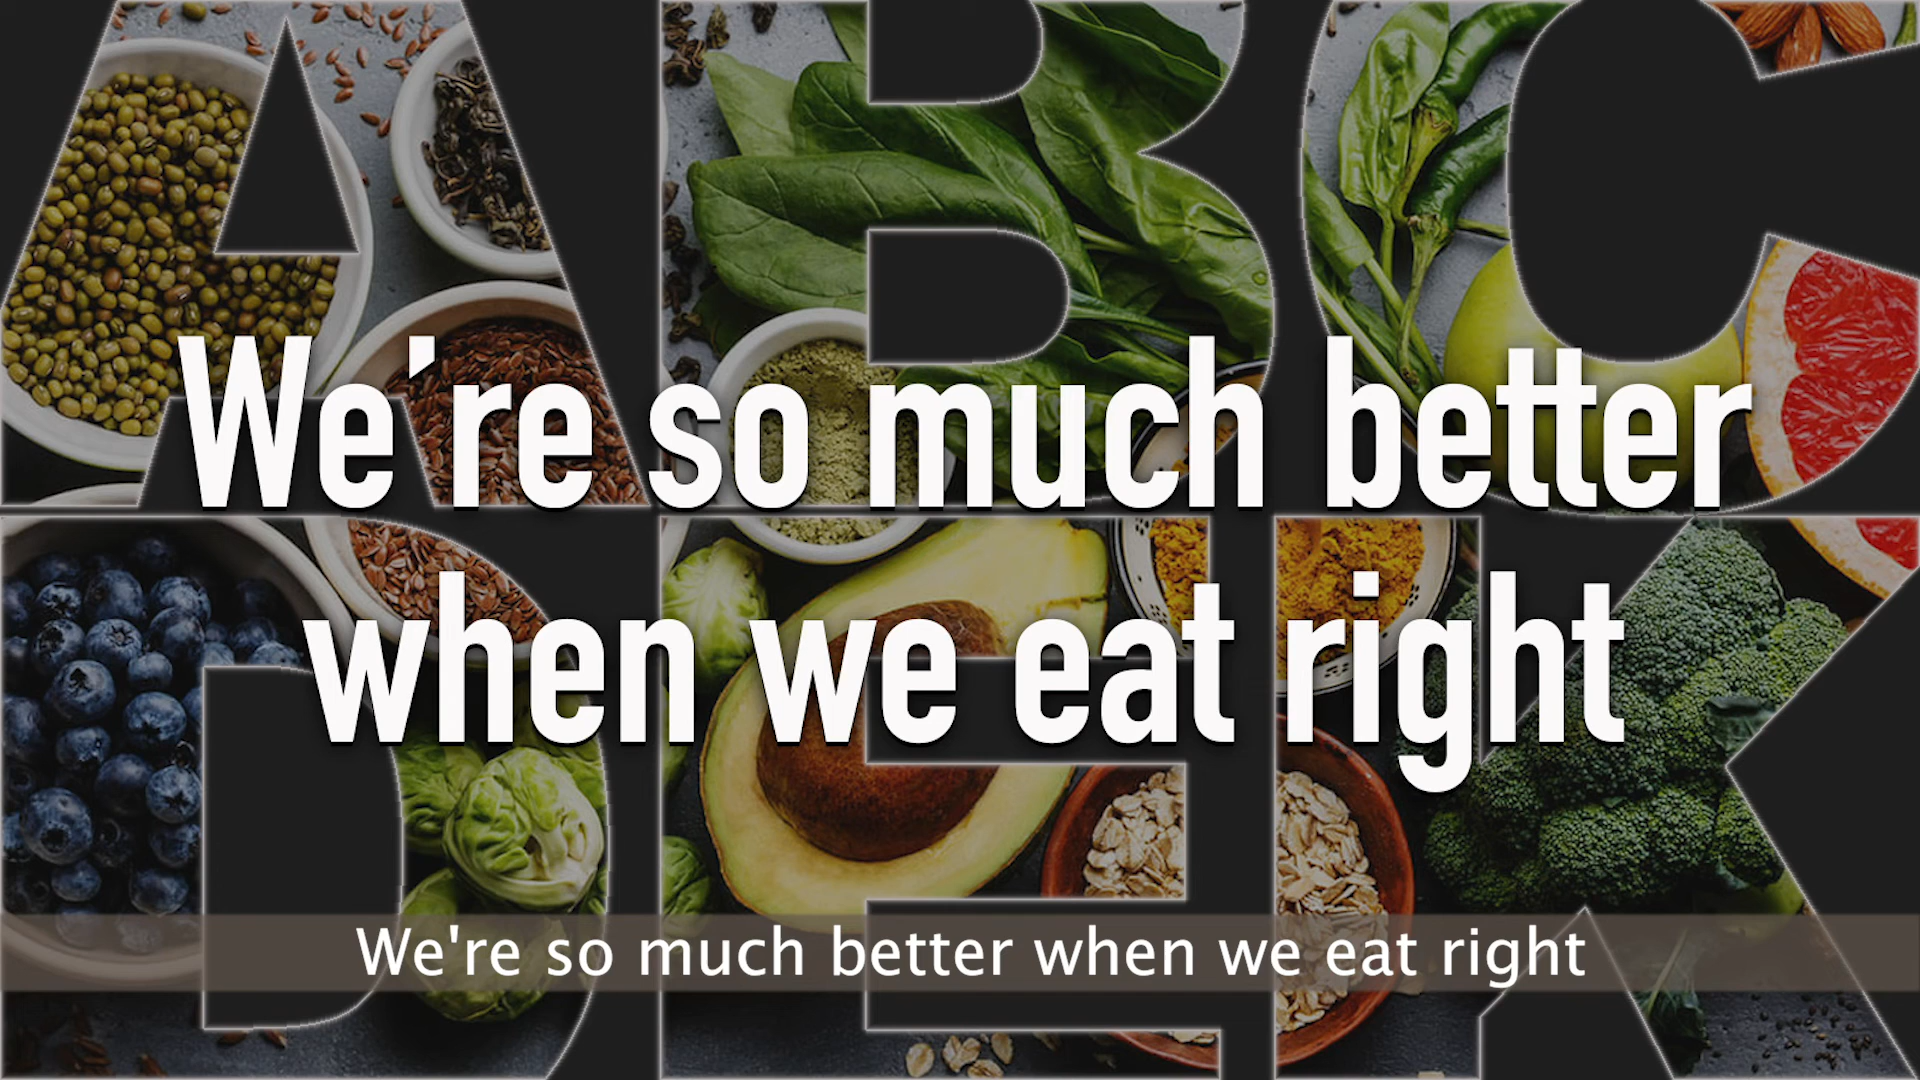 A B C
We’re so much better
when we eat right
D E K
We're so much better when we eat right